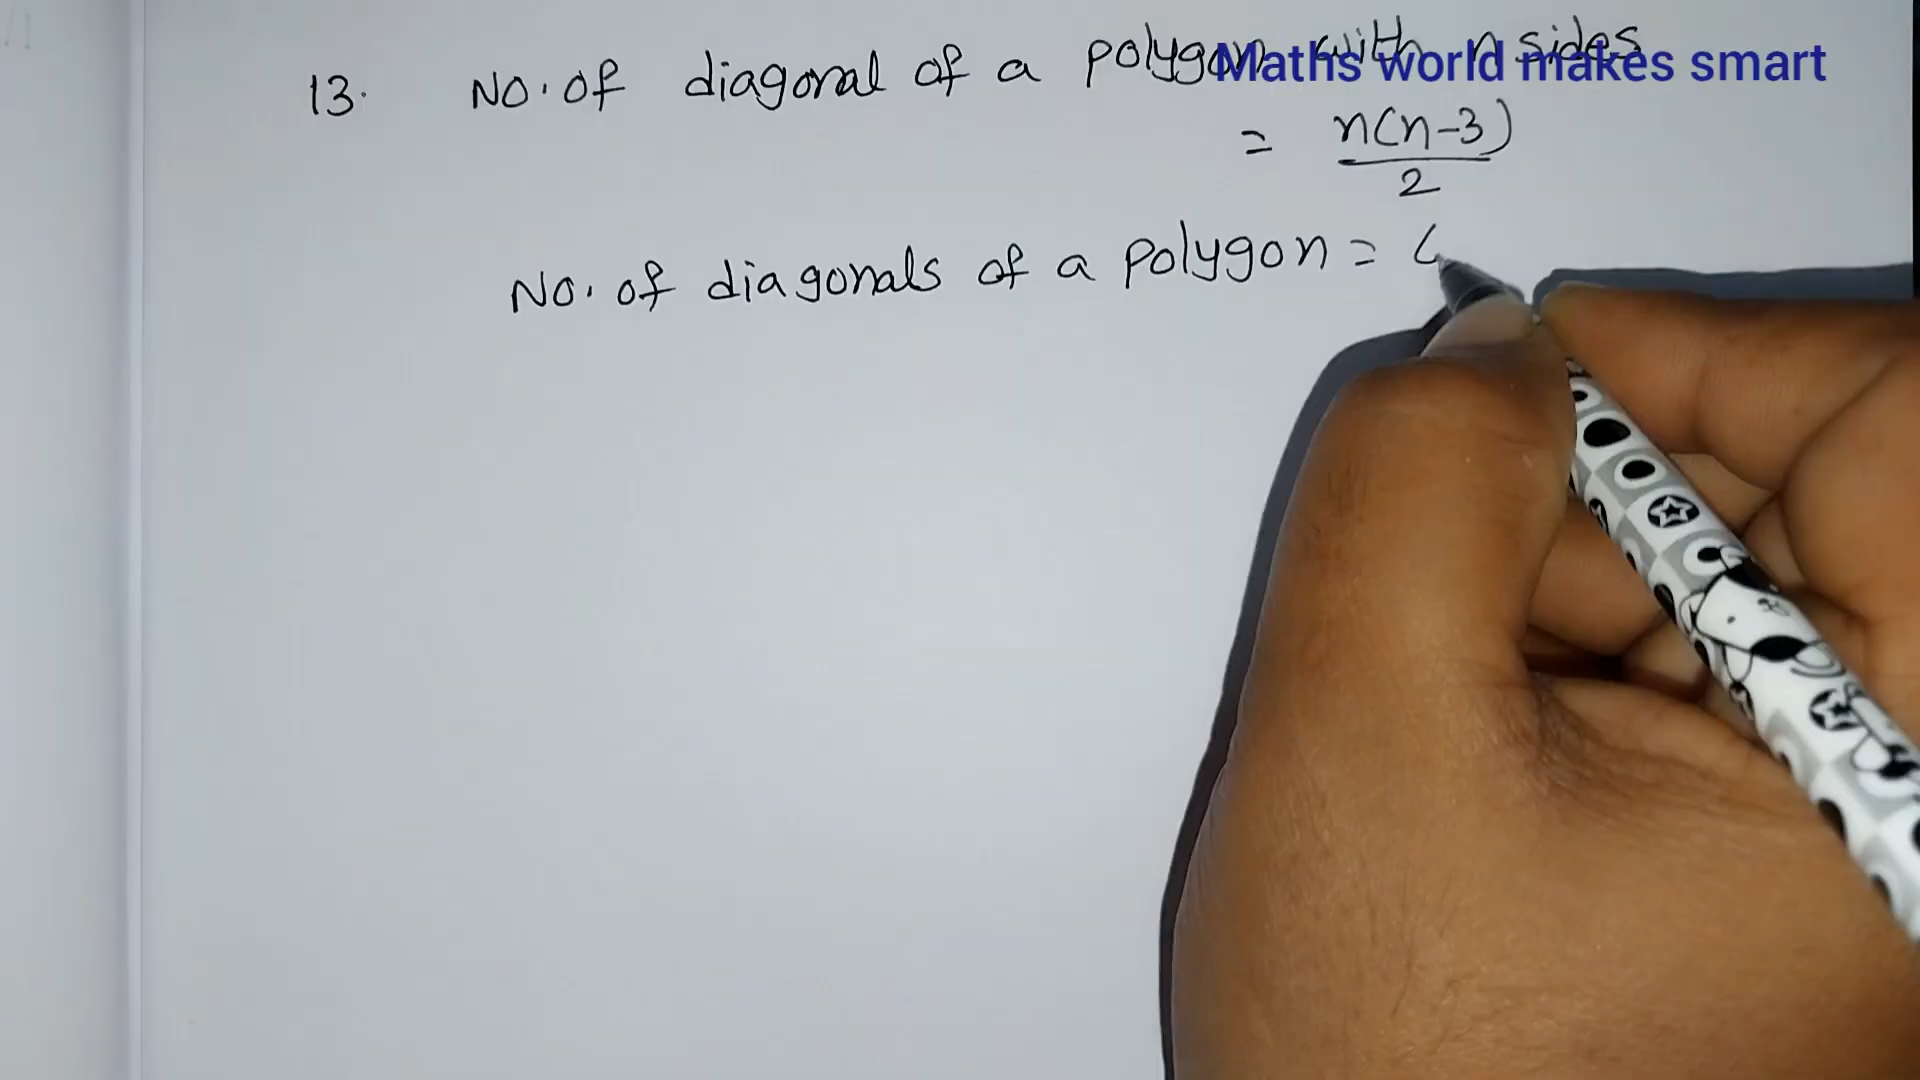 13. No. of diagonal of a polygon with n sides
Maths world makes smart
= n(n-3)/2
No. of diagonals of a polygon =